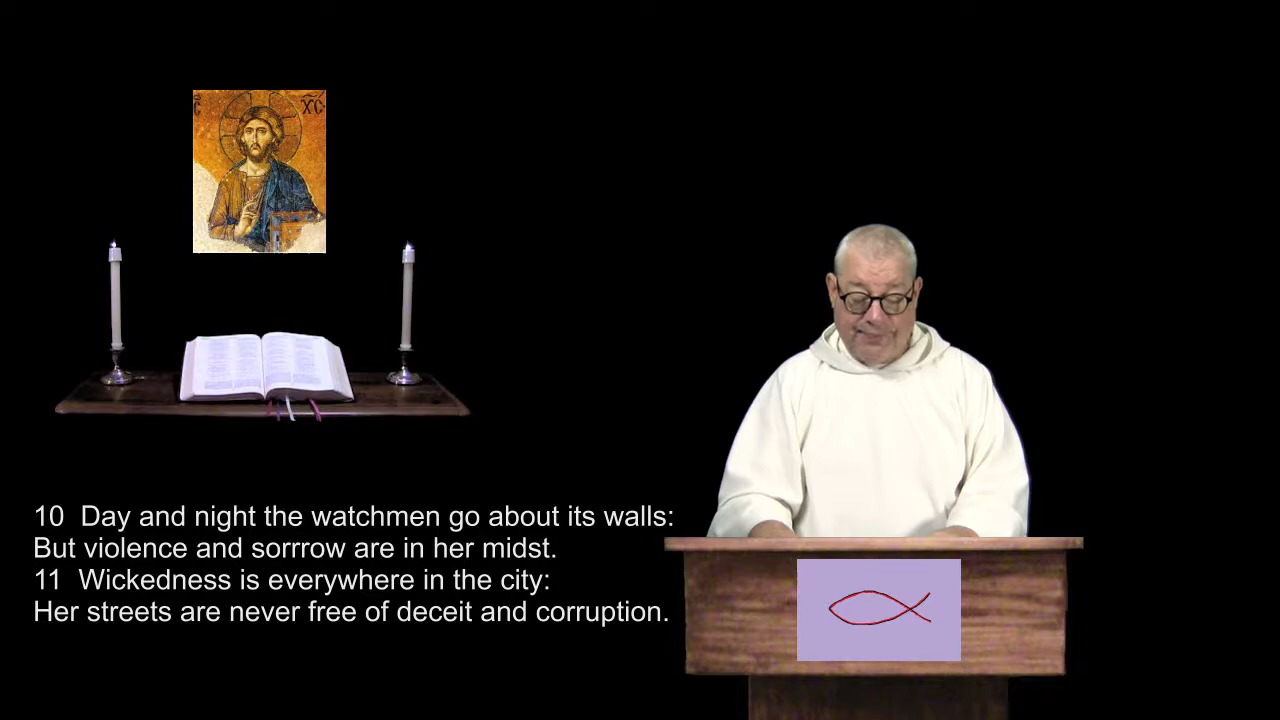 XC
10 Day and night the watchmen go about its walls:
But violence and sorrrow are in her midst.
11 Wickedness is everywhere in the city:
Her streets are never free of deceit and corruption.